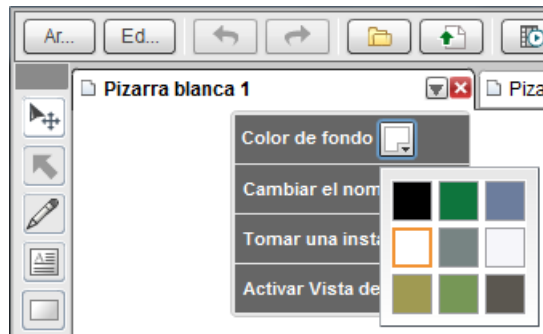 Ar... Ed...
Pizarra blanca 1 Piza
Color de fondo
Cambiar el nom
Tomar una insta
Activar Vista de